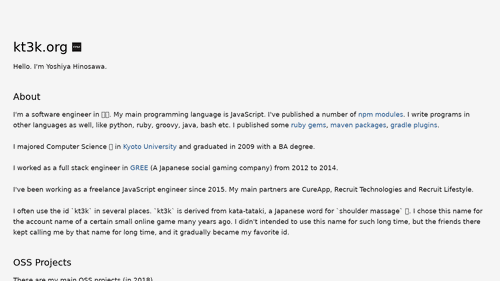 kt3k.org
Hello. I'm Yoshiya Hinosawa.
About
I'm a software engineer in . My main programming language is JavaScript. I've published a number of npm modules. I write programs in
other languages as well, like python, ruby, groovy, java, bash etc. I published some ruby gems, maven packages, gradle plugins.
I majored Computer Science in Kyoto University and graduated in 2009 with a BA degree.
I worked as a full stack engineer in GREE (A Japanese social gaming company) from 2012 to 2014.
I've been working as a freelance JavaScript engineer since 2015. My main partners are CureApp, Recruit Technologies and Recruit Lifestyle.
I often use the id `kt3k` in several places. `kt3k` is derived from kata-tataki, a Japanese word for `shoulder massage` . I chose this name for
the account name of a certain small online game many years ago. I didn't intended to use this name for such long time, but the friends there
kept calling me by that name for long time, and it gradually became my favorite id.
OSS Projects
These are my main OSS projects (in 2018).